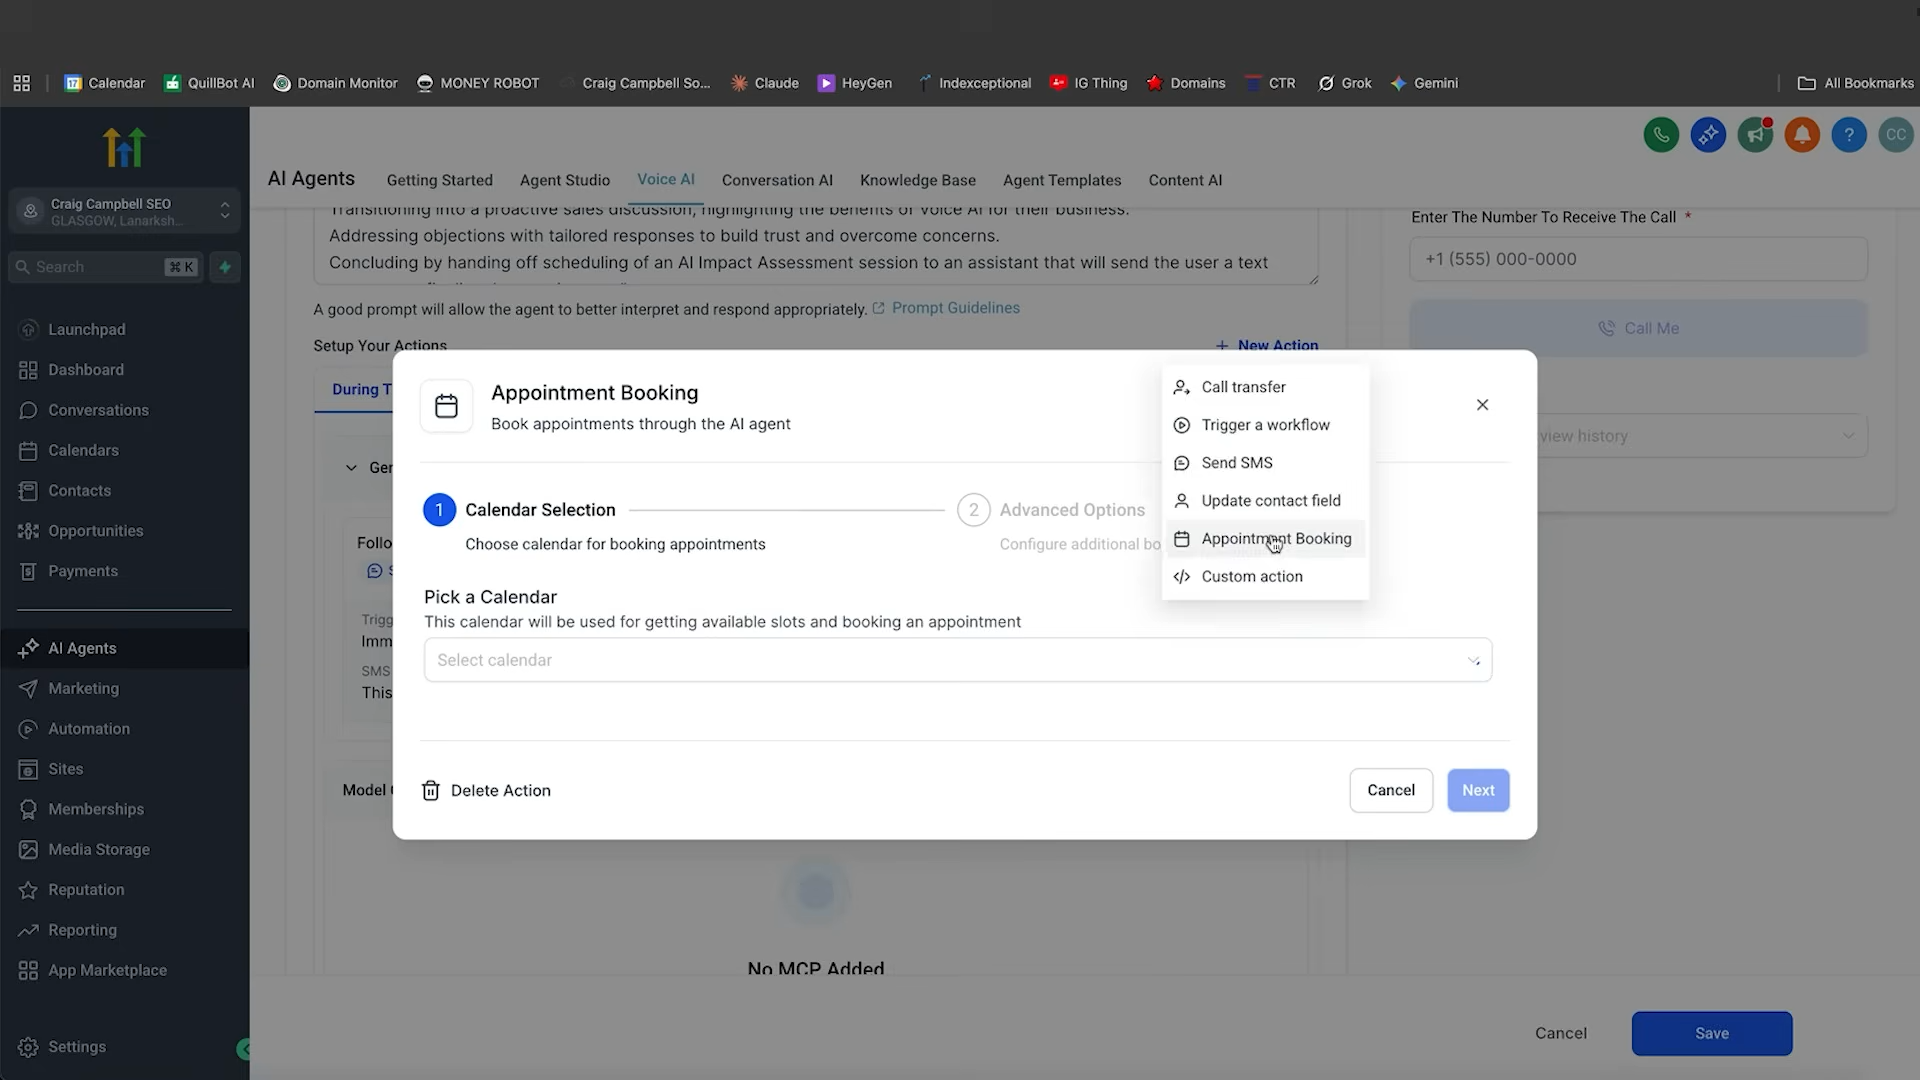 Calendar
QuillBot AI
Domain Monitor
MONEY ROBOT
Craig Campbell So...
Claude
HeyGen
Indexceptional
IG Thing
Domains
CTR
Grok
Gemini
All Bookmarks
Craig Campbell SEO
GLASGOW, Lanarksh...
Search
⌘ K
Launchpad
Dashboard
Conversations
Calendars
Contacts
Opportunities
Payments
AI Agents
Marketing
Automation
Sites
Memberships
Media Storage
Reputation
Reporting
App Marketplace
Settings
CC
AI Agents
Getting Started
Agent Studio
Voice AI
Conversation AI
Knowledge Base
Agent Templates
Content AI
Transitioning into a proactive sales discussion, highlighting the benefits of Voice AI for their business.
Addressing objections with tailored responses to build trust and overcome concerns.
Concluding by handing off scheduling of an AI Impact Assessment session to an assistant that will send the user a text
A good prompt will allow the agent to better interpret and respond appropriately. Prompt Guidelines
Setup Your Actions
+ New Action
During T
Ger
Follo
S
Trigg
Imm
SMS
This
Model
No MCP Added
Enter The Number To Receive The Call *
+1 (555) 000-0000
Call Me
view history
Appointment Booking
Book appointments through the AI agent
1
Calendar Selection
Choose calendar for booking appointments
2
Advanced Options
Configure additional bo
Pick a Calendar
This calendar will be used for getting available slots and booking an appointment
Select calendar
Delete Action
Cancel
Next
Call transfer
Trigger a workflow
Send SMS
Update contact field
Appointment Booking
Custom action
Cancel
Save